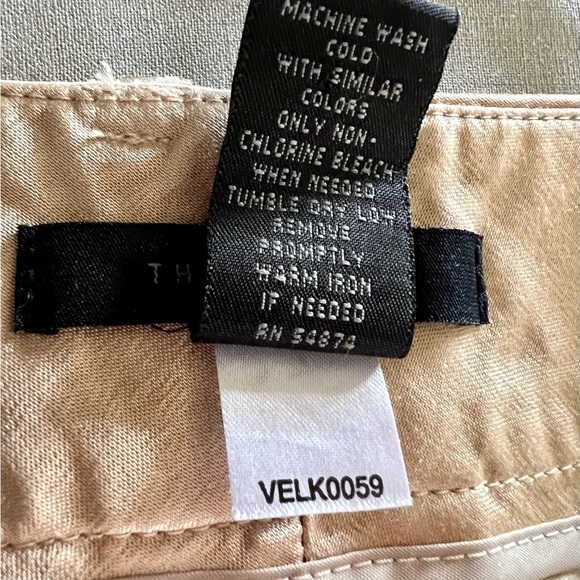 MACHINE WASH
COLD
WITH SIMILAR
COLORS
ONLY NON-
CHLORINE BLEACH
WHEN NEEDED
TUMBLE DRY LOW
REMOVE
PROMPTLY
WARM IRON
IF NEEDED
RN 54874
TH
VELK0059